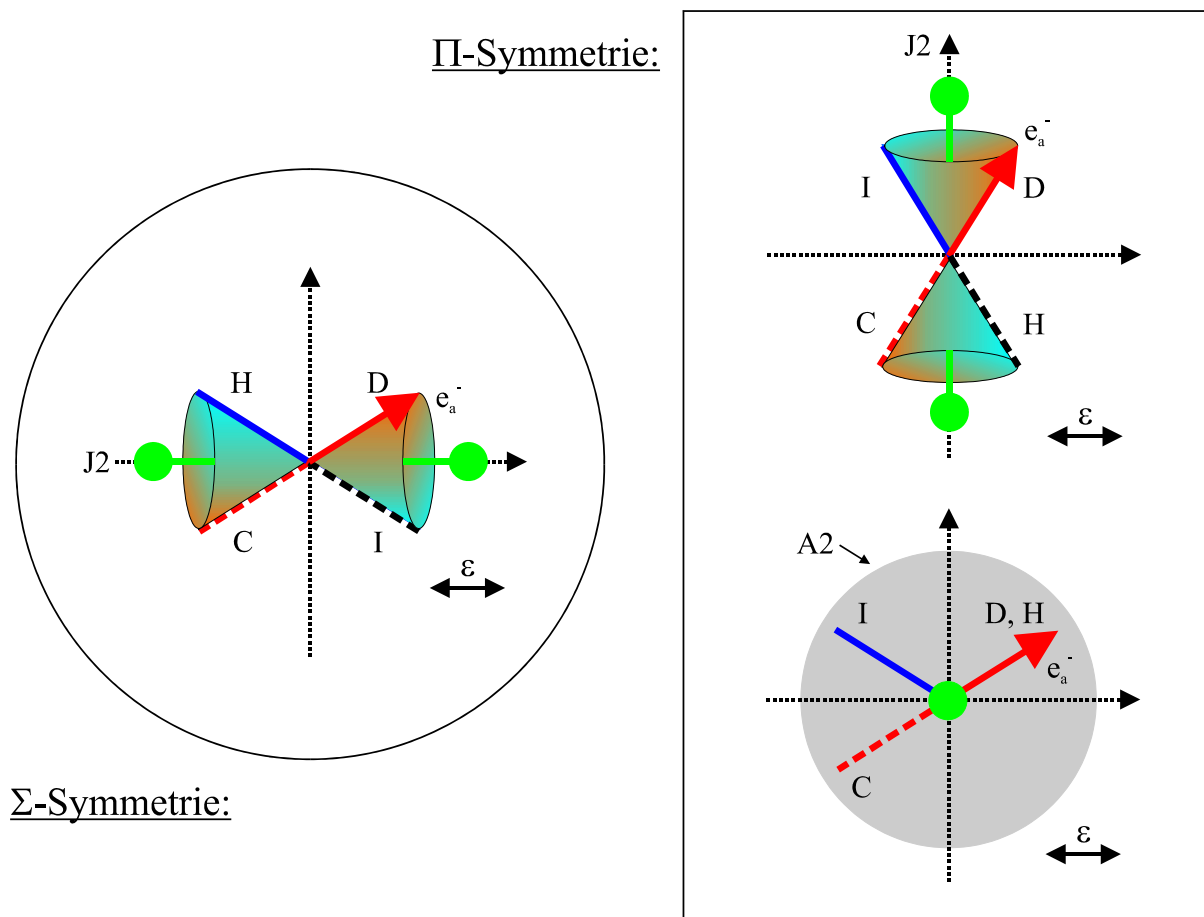 Π-Symmetrie:
J2
e_a^-
I
D
C
H
ε
H
D
e_a^-
J2
C
I
ε
A2
I
D, H
e_a^-
C
ε
Σ-Symmetrie: